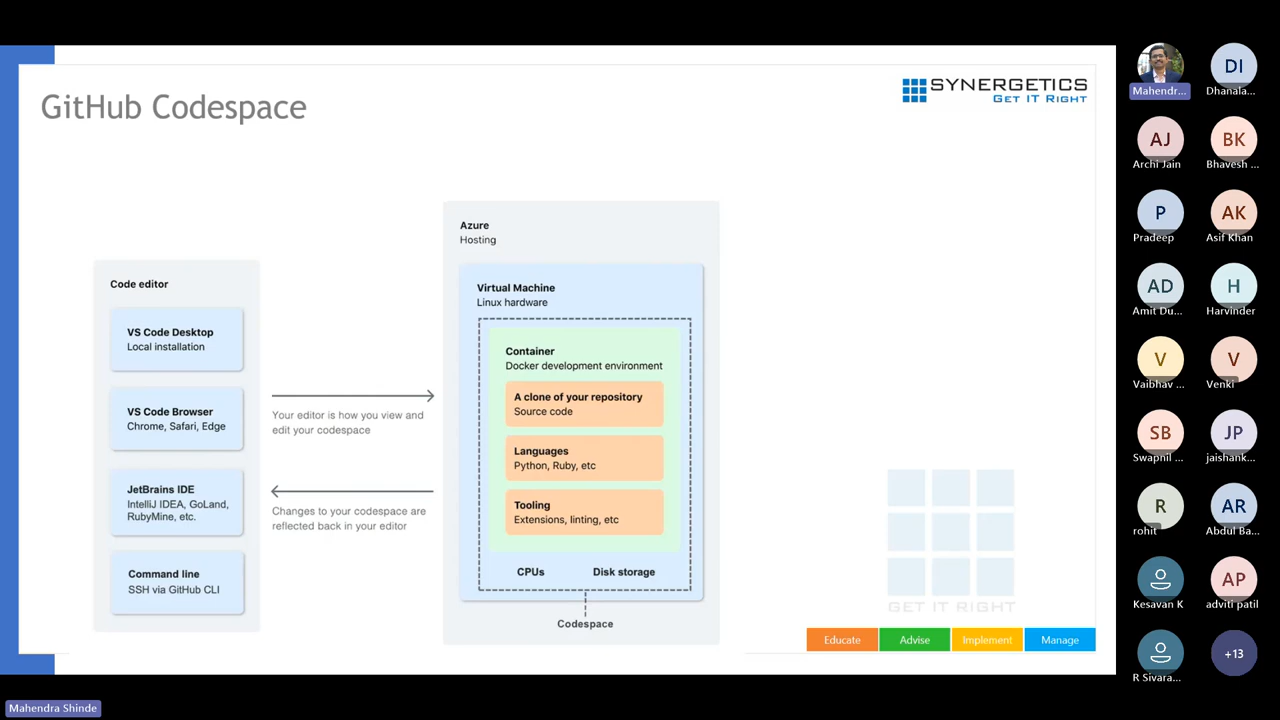 GitHub Codespace
SYNERGETICS
GET IT RIGHT
Code editor
VS Code Desktop
Local installation
VS Code Browser
Chrome, Safari, Edge
JetBrains IDE
IntelliJ IDEA, GoLand,
RubyMine, etc.
Command line
SSH via GitHub CLI
Your editor is how you view and
edit your codespace
Changes to your codespace are
reflected back in your editor
Azure
Hosting
Virtual Machine
Linux hardware
Container
Docker development environment
A clone of your repository
Source code
Languages
Python, Ruby, etc
Tooling
Extensions, linting, etc
CPUs
Disk storage
Codespace
GET IT RIGHT
Educate
Advise
Implement
Manage
Mahendr...
DI
Dhanala...
AJ
Archi Jain
BK
Bhavesh ...
P
Pradeep
AK
Asif Khan
AD
Amit Du...
H
Harvinder
V
Vaibhav ...
V
Venki
SB
Swapnil ...
JP
jaishank...
R
rohit
AR
Abdul Ba...
Kesavan K
AP
adviti patil
R Sivara...
+13
Mahendra Shinde